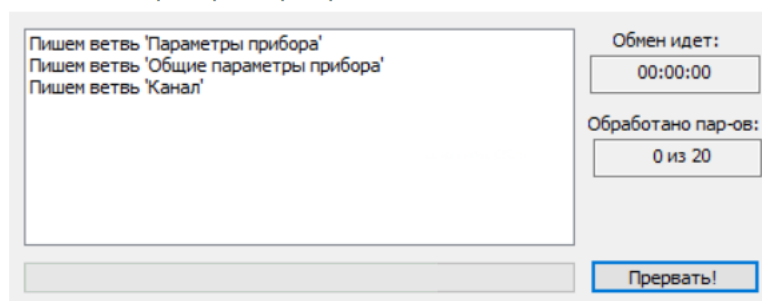 Пишем ветвь 'Параметры прибора'
Пишем ветвь 'Общие параметры прибора'
Пишем ветвь 'Канал'
Обмен идет:
00:00:00
Обработано пар-ов:
0 из 20
Прервать!